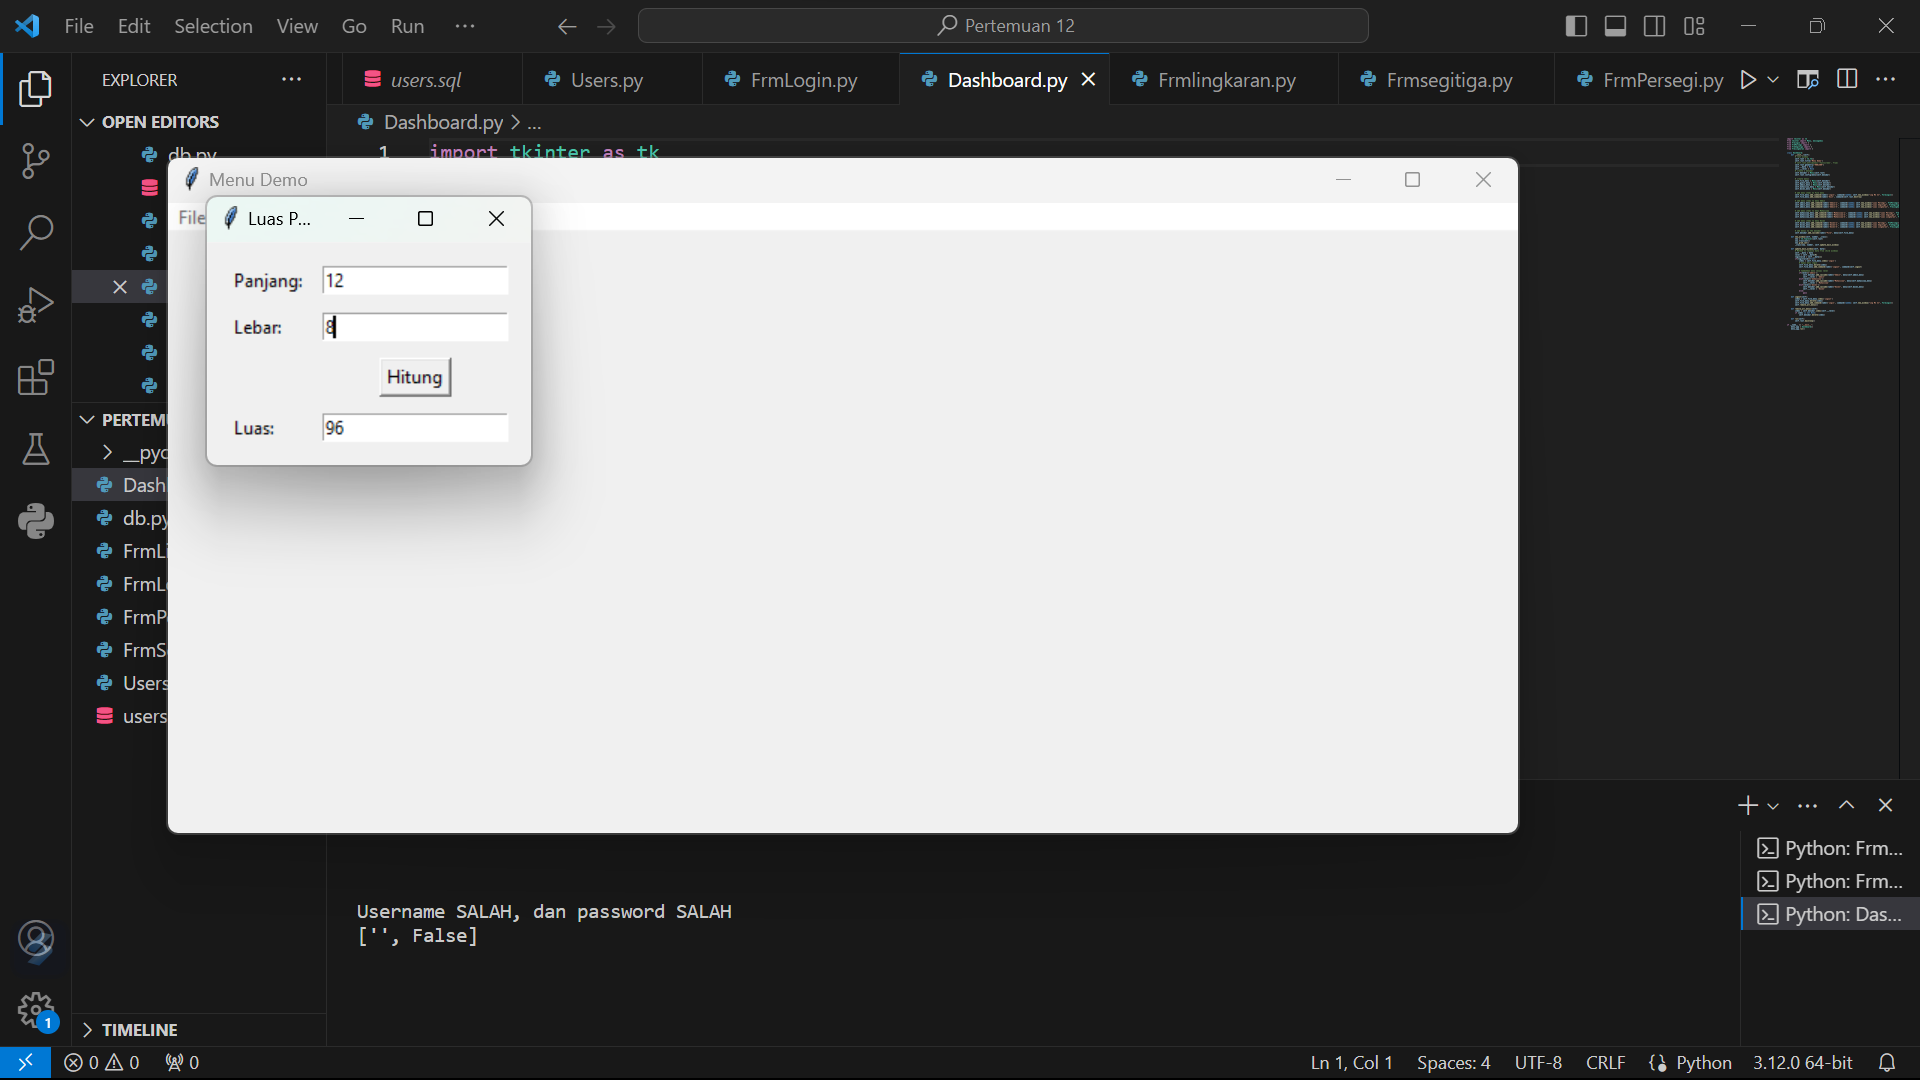 File Edit Selection View Go Run ···
Pertemuan 12
EXPLORER ···
users.sql
Users.py
FrmLogin.py
Dashboard.py
Frmlingkaran.py
Frmsegitiga.py
FrmPersegi.py
OPEN EDITORS
Dashboard.py > ...
db.py
1 import tkinter as tk
Menu Demo
File
Luas P...
Panjang: 12
Lebar: 8
Hitung
Luas: 96
PERTEM
__pyc
Dash
db.py
FrmLi
FrmL
FrmP
FrmS
Users
users
Python: Frm...
Python: Frm...
Python: Das...
Username SALAH, dan password SALAH
['', False]
1
TIMELINE
0 0 0
Ln 1, Col 1 Spaces: 4 UTF-8 CRLF Python 3.12.0 64-bit